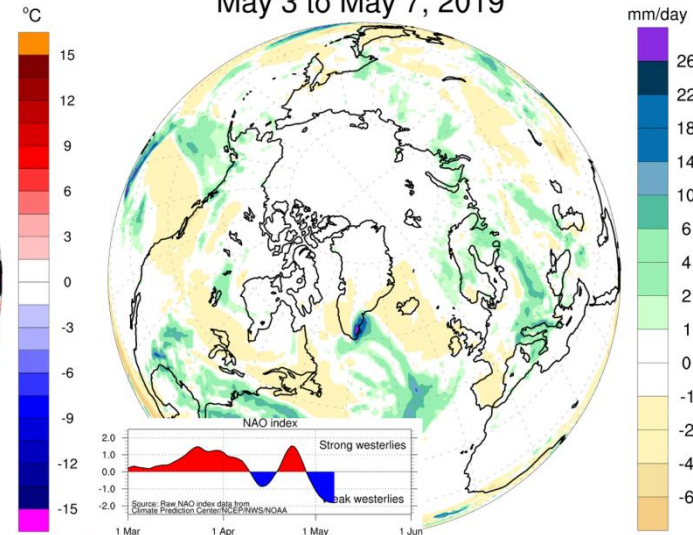 May 3 to May 7, 2019
°C
mm/day
15
12
9
6
3
0
-3
-6
-9
-12
-15
26
22
18
14
10
6
4
2
1
0
-1
-2
-4
-6
NAO index
2.0
1.0
0.0
-1.0
-2.0
Strong westerlies
eak westerlies
Source: Raw NAO index data from
Climate Prediction Center/NCEP/NWS/NOAA
1 Mar
1 Apr
1 May
1 Jun